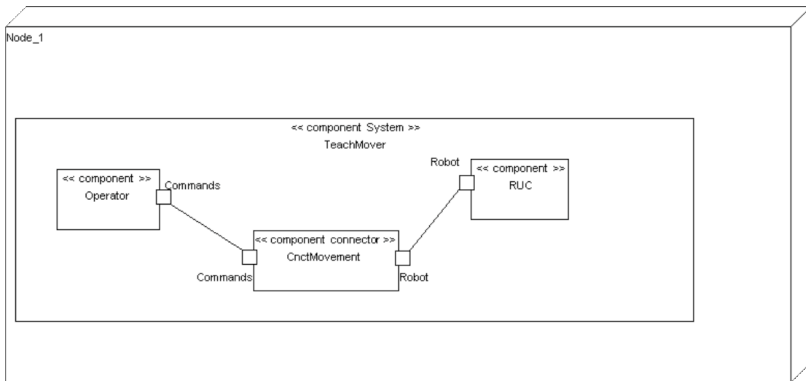 Node_1
<< component System >>
TeachMover
<< component >>
Operator
Commands
Robot
<< component >>
RUC
<< component connector >>
CnctMovement
Commands
Robot